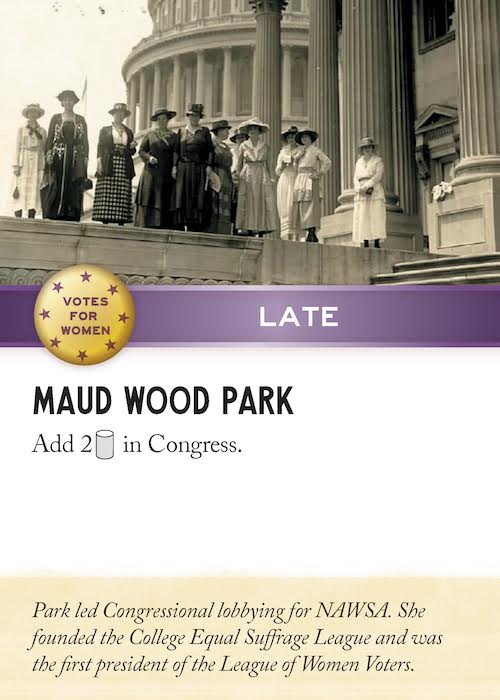 VOTES
FOR
WOMEN
LATE
MAUD WOOD PARK
Add 2 in Congress.
Park led Congressional lobbying for NAWSA. She
founded the College Equal Suffrage League and was
the first president of the League of Women Voters.